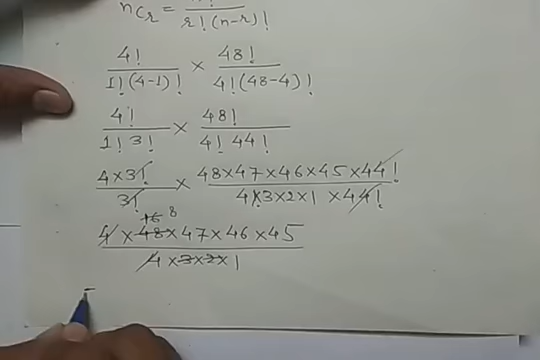 nCr = n! / r!(n-r)!
4! / 1!(4-1)! × 48! / 4!(48-4)!
4! / 1! 3! × 48! / 4! 44!
4×3! / 3! × 48×47×46×45×44! / 4×3×2×1×44!
16 8
4×48×47×46×45 / 4×3×2×1